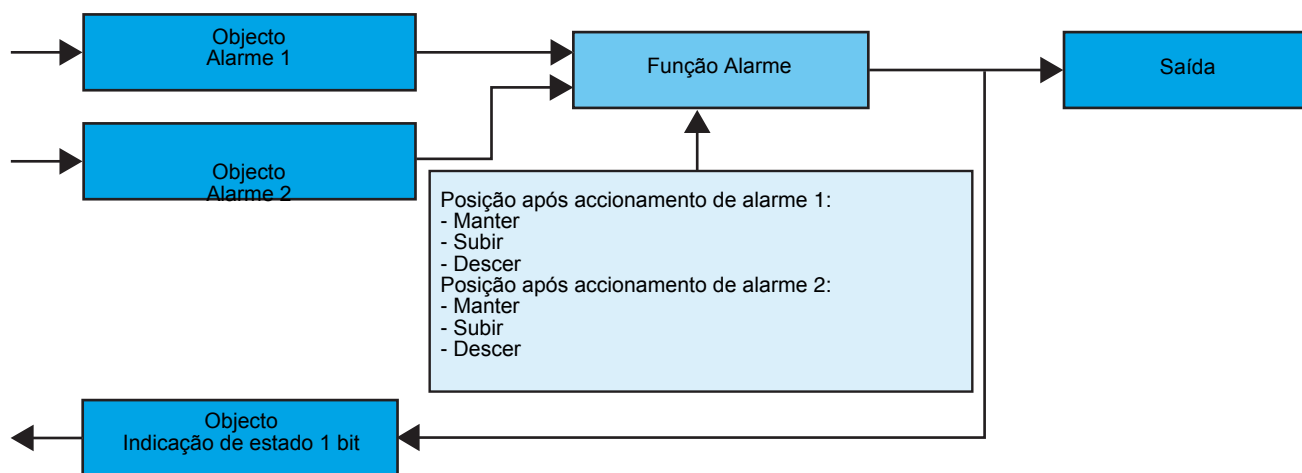 Objecto
Alarme 1
Função Alarme
Saída
Objecto
Alarme 2
Posição após accionamento de alarme 1:
- Manter
- Subir
- Descer
Posição após accionamento de alarme 2:
- Manter
- Subir
- Descer
Objecto
Indicação de estado 1 bit